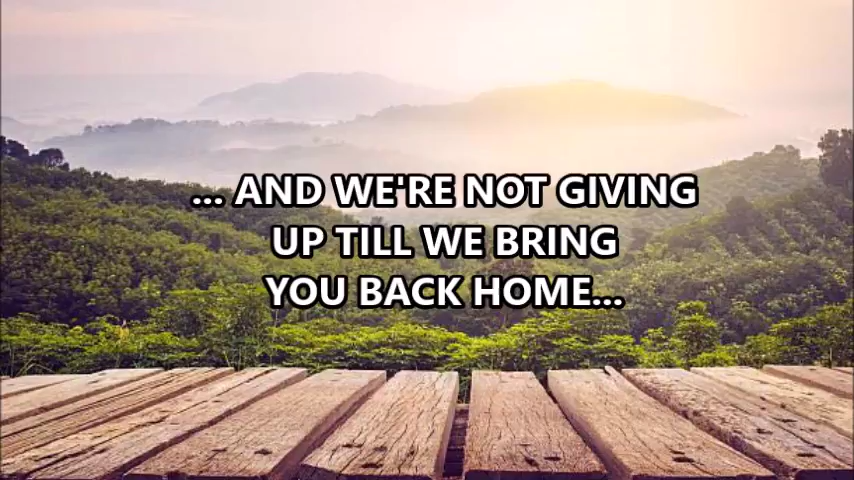 ... AND WE'RE NOT GIVING
UP TILL WE BRING
YOU BACK HOME...